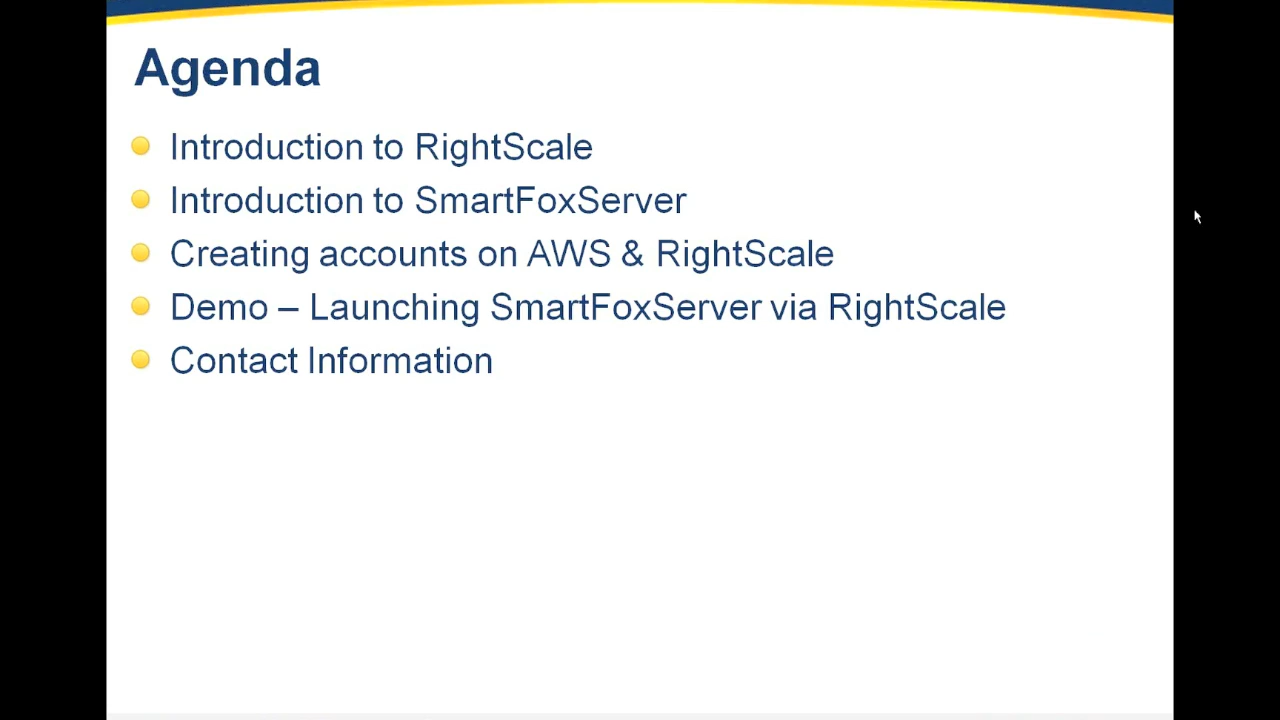 Agenda
Introduction to RightScale
Introduction to SmartFoxServer
Creating accounts on AWS & RightScale
Demo – Launching SmartFoxServer via RightScale
Contact Information